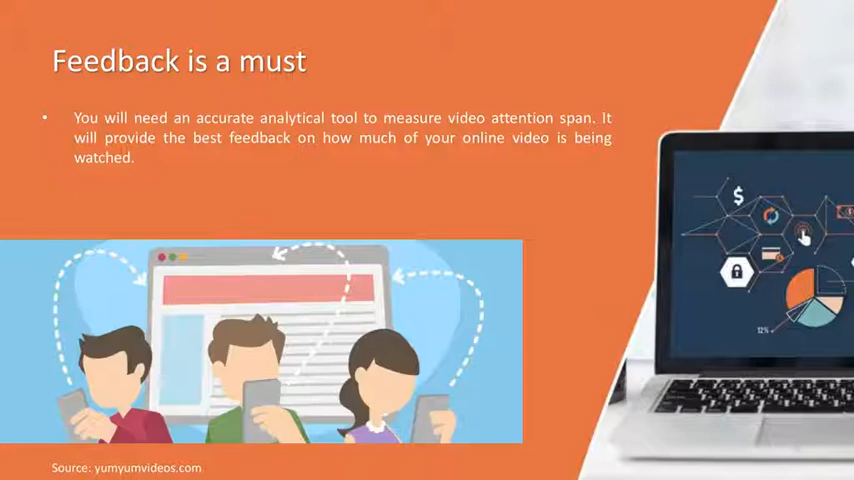 Feedback is a must
• You will need an accurate analytical tool to measure video attention span. It
will provide the best feedback on how much of your online video is being
watched.
$
12%
Source: yumyumvideos.com